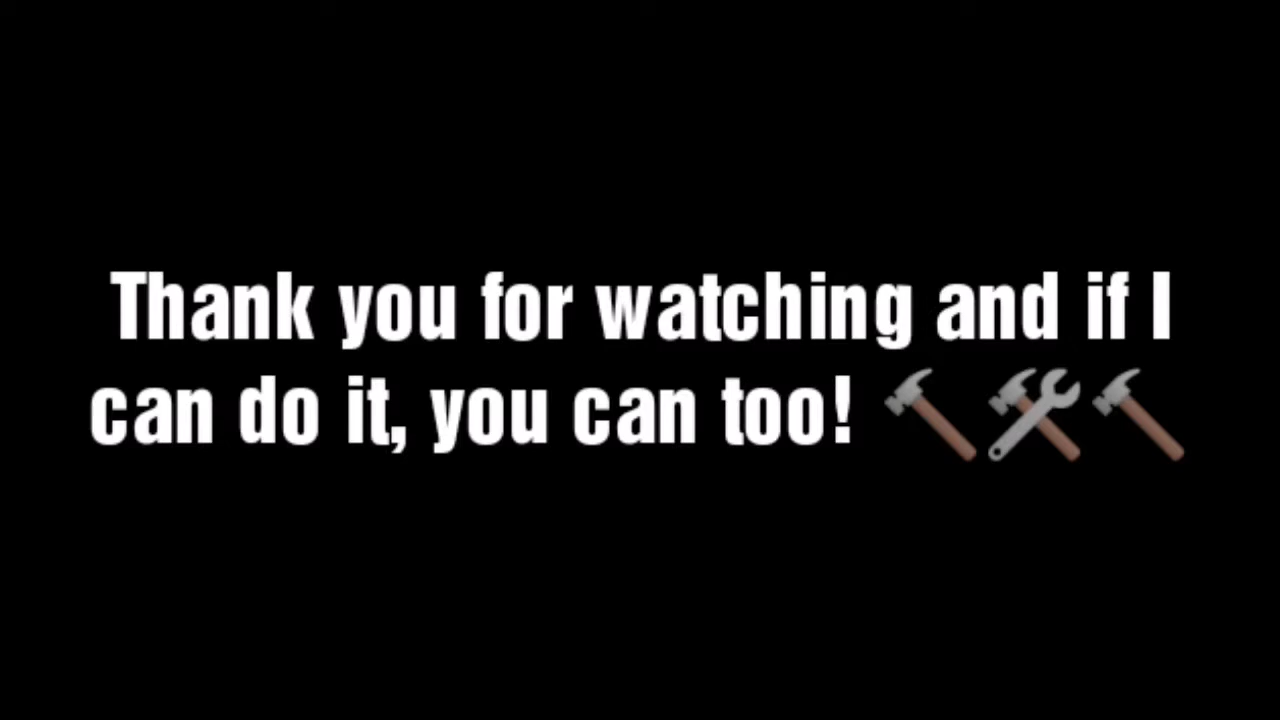 Thank you for watching and if I
can do it, you can too! 🔨🛠️🔨